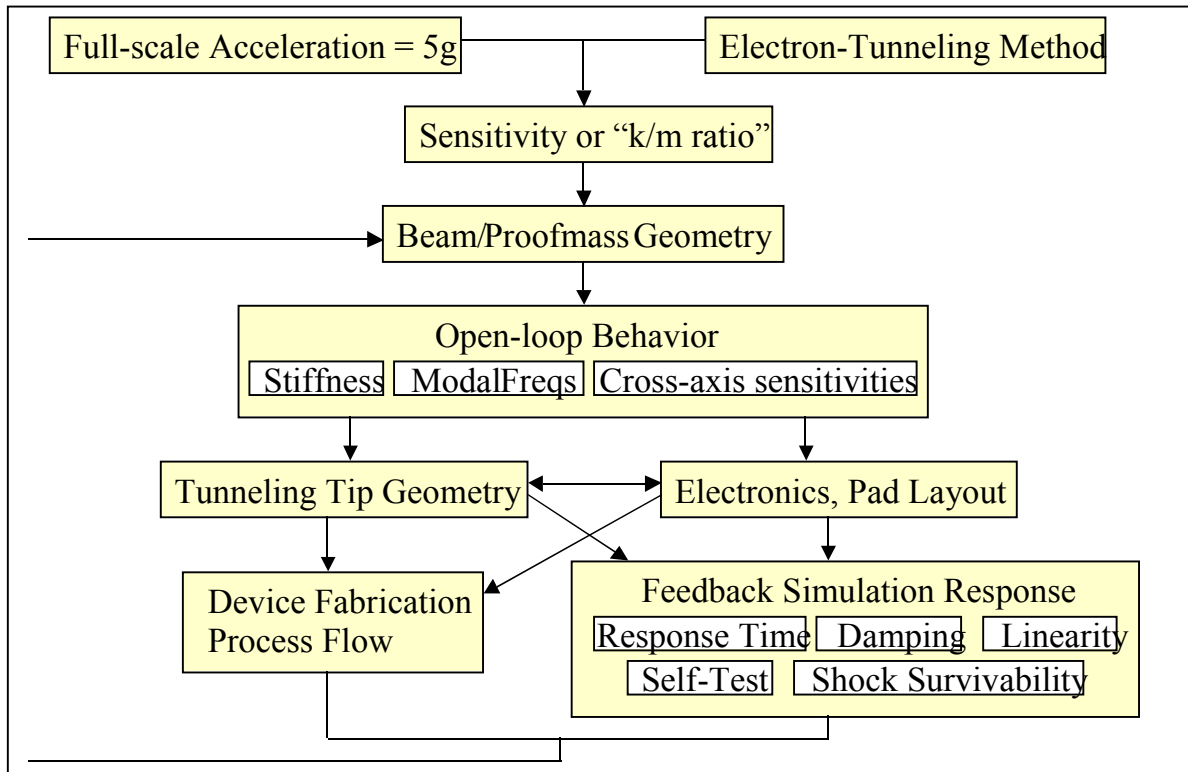 Full-scale Acceleration = 5g
Electron-Tunneling Method
Sensitivity or “k/m ratio”
Beam/Proofmass Geometry
Open-loop Behavior
Stiffness
ModalFreqs
Cross-axis sensitivities
Tunneling Tip Geometry
Electronics, Pad Layout
Device Fabrication
Process Flow
Feedback Simulation Response
Response Time
Damping
Linearity
Self-Test
Shock Survivability